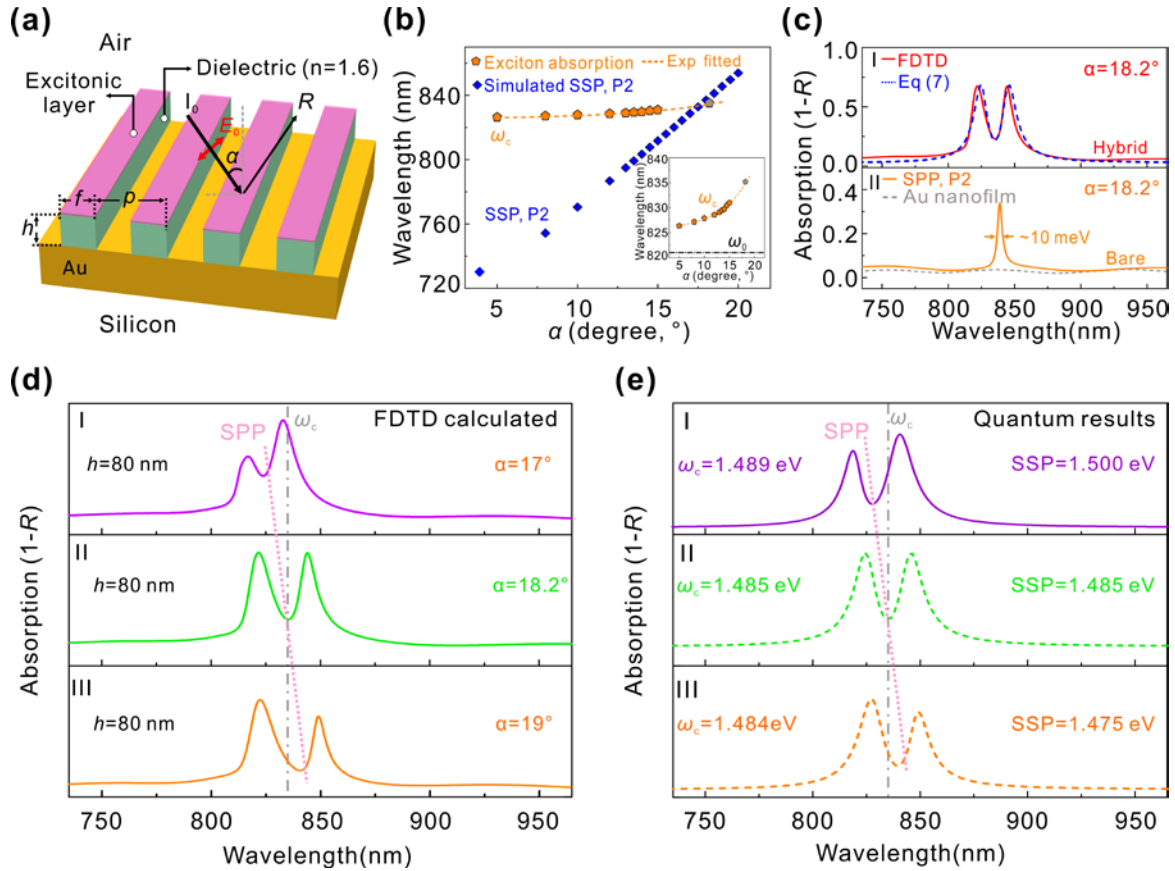 (a)
Air
Excitonic
layer
Dielectric (n=1.6)
I₀
R
E₀
α
f
p
h
Au
Silicon
(b)
Wavelength (nm)
840
800
760
720
Exciton absorption
Exp fitted
Simulated SSP, P2
ω_c
SSP, P2
Wavelength (nm)
840
835
830
825
820
ω_c
ω₀
5 10 15 20
α (degree, °)
5 10 15 20
α (degree, °)
(c)
Absorption (1-R)
1.0
0.5
0.0
I
FDTD
Eq (7)
α=18.2°
Hybrid
0.4
0.2
0.0
II
SPP, P2
Au nanofilm
α=18.2°
~10 meV
Bare
750 800 850 900 950
Wavelength(nm)
(d)
Absorption (1-R)
I
FDTD calculated
SPP
ω_c
h=80 nm
α=17°
II
h=80 nm
α=18.2°
III
h=80 nm
α=19°
750 800 850 900 950
Wavelength(nm)
(e)
Absorption (1-R)
I
Quantum results
SPP
ω_c
ω_c=1.489 eV
SSP=1.500 eV
II
ω_c=1.485 eV
SSP=1.485 eV
III
ω_c=1.484eV
SSP=1.475 eV
750 800 850 900 950
Wavelength(nm)